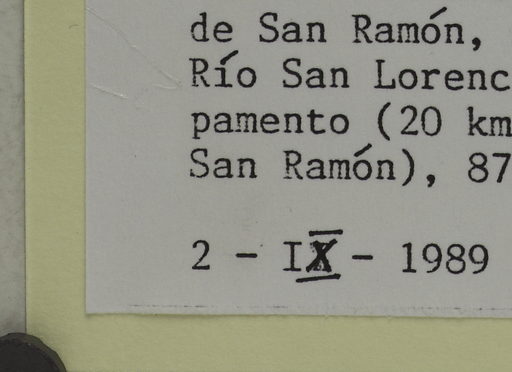 de San Ramón,
Río San Lorenc
pamento (20 km
San Ramón), 87
2 - IX - 1989